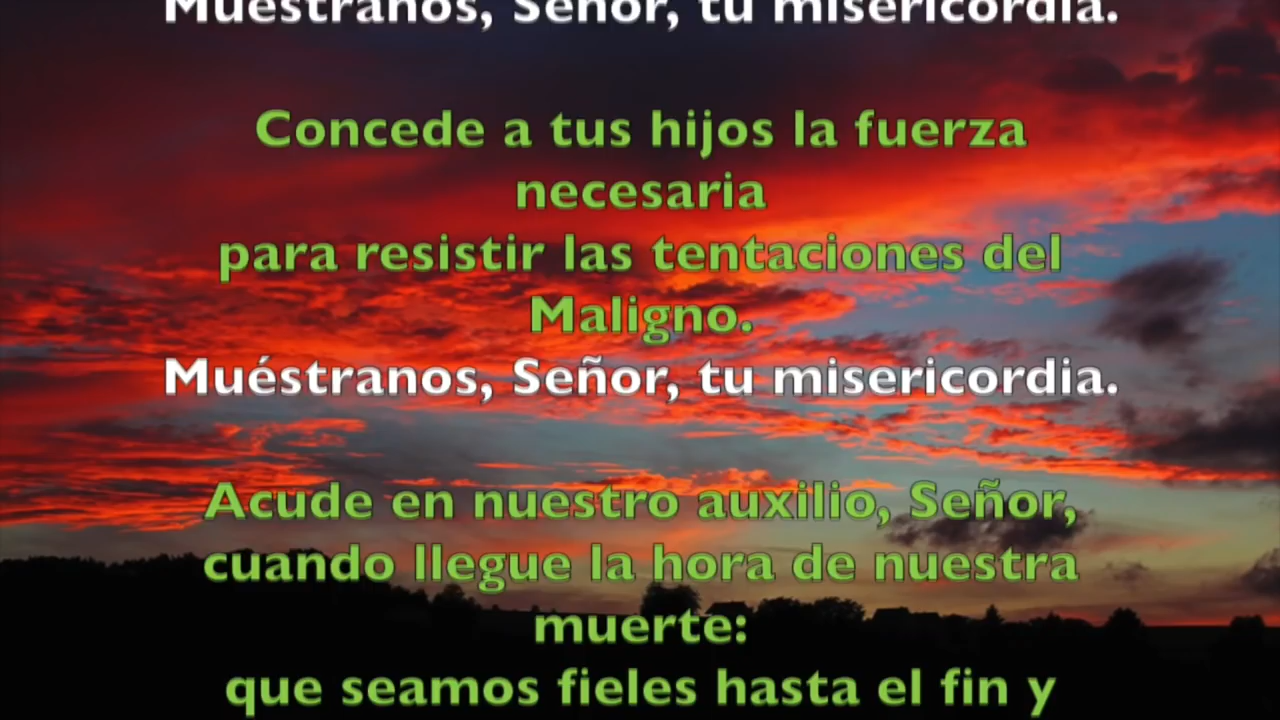 Muéstranos, Señor, tu misericordia.
Concede a tus hijos la fuerza
necesaria
para resistir las tentaciones del
Maligno.
Muéstranos, Señor, tu misericordia.
Acude en nuestro auxilio, Señor,
cuando llegue la hora de nuestra
muerte:
que seamos fieles hasta el fin y